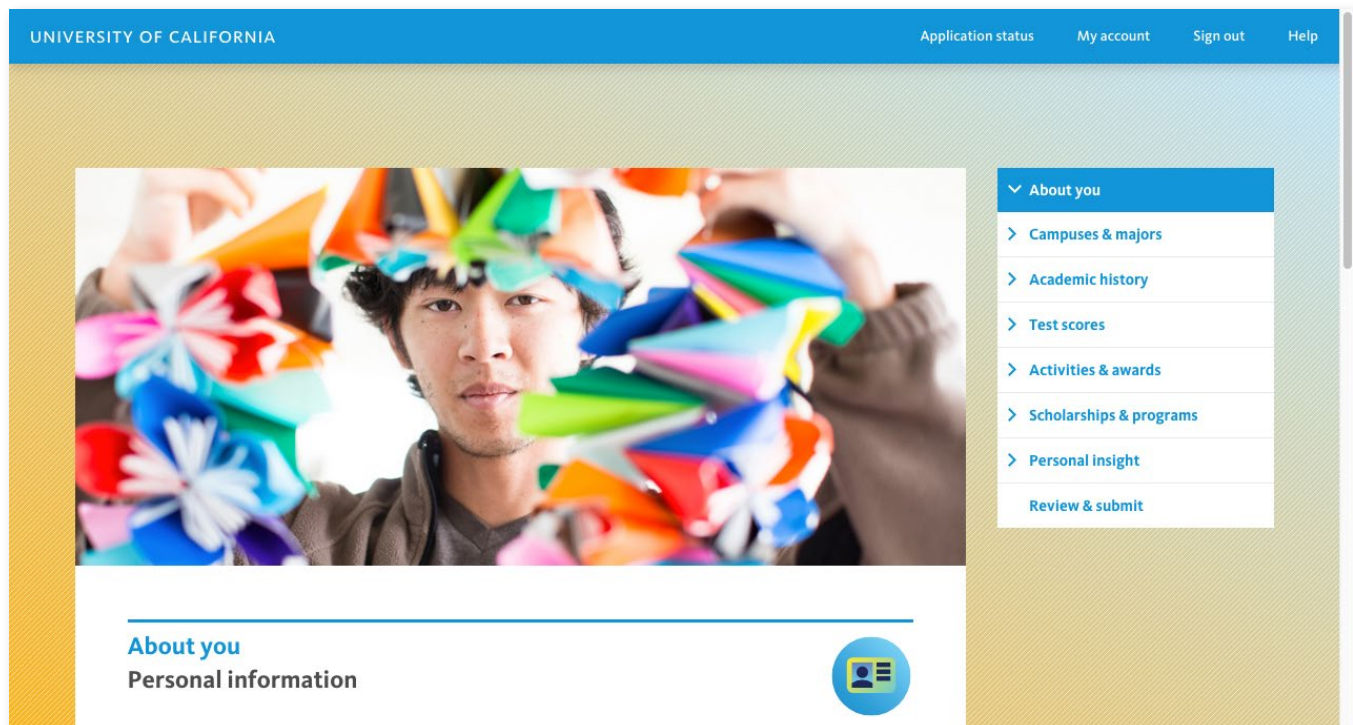 UNIVERSITY OF CALIFORNIA
Application status My account Sign out Help
About you
Campuses & majors
Academic history
Test scores
Activities & awards
Scholarships & programs
Personal insight
Review & submit
About you
Personal information